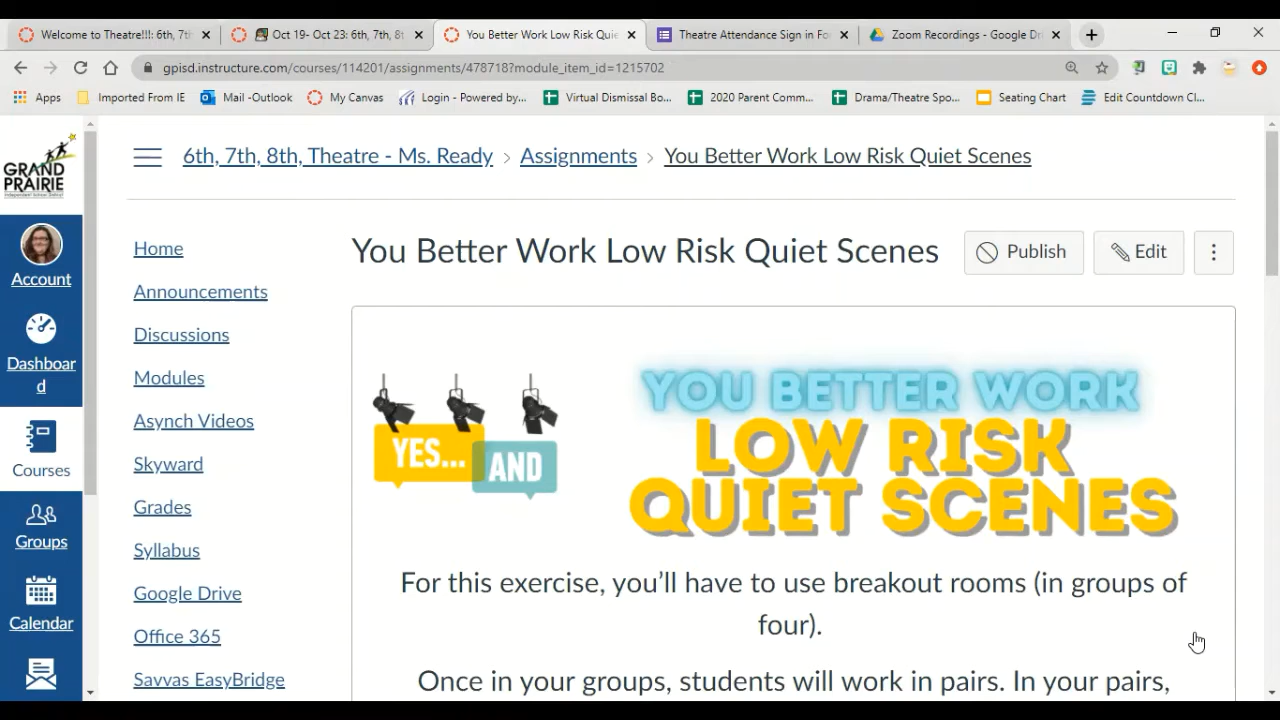 Welcome to Theatre!!!: 6th, 7th
Oct 19- Oct 23: 6th, 7th, 8t
You Better Work Low Risk Quie
Theatre Attendance Sign in Fo
Zoom Recordings - Google Dri
gpisd.instructure.com/courses/114201/assignments/478718?module_item_id=1215702
Apps
Imported From IE
Mail -Outlook
My Canvas
Login - Powered by...
Virtual Dismissal Bo...
2020 Parent Comm...
Drama/Theatre Spo...
Seating Chart
Edit Countdown Cl...
GRAND
PRAIRIE
6th, 7th, 8th, Theatre - Ms. Ready > Assignments > You Better Work Low Risk Quiet Scenes
Account
Dashboar
d
Courses
Groups
Calendar
Home
Announcements
Discussions
Modules
Asynch Videos
Skyward
Grades
Syllabus
Google Drive
Office 365
Savvas EasyBridge
You Better Work Low Risk Quiet Scenes
Publish
Edit
YES...
AND
YOU BETTER WORK
LOW RISK
QUIET SCENES
For this exercise, you’ll have to use breakout rooms (in groups of
four).
Once in your groups, students will work in pairs. In your pairs,